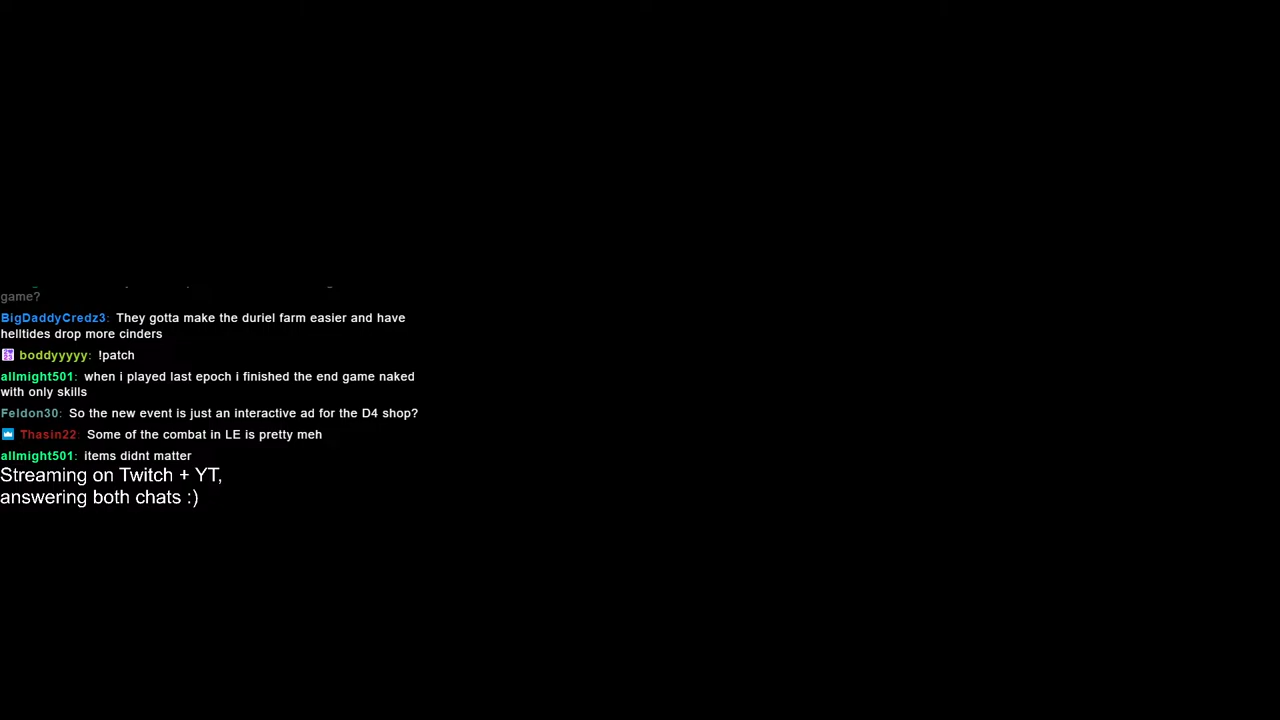 game?
BigDaddyCredz3: They gotta make the duriel farm easier and have
helltides drop more cinders
boddyyyyy: !patch
allmight501: when i played last epoch i finished the end game naked
with only skills
Feldon30: So the new event is just an interactive ad for the D4 shop?
Thasin22: Some of the combat in LE is pretty meh
allmight501: items didnt matter
Streaming on Twitch + YT,
answering both chats :)